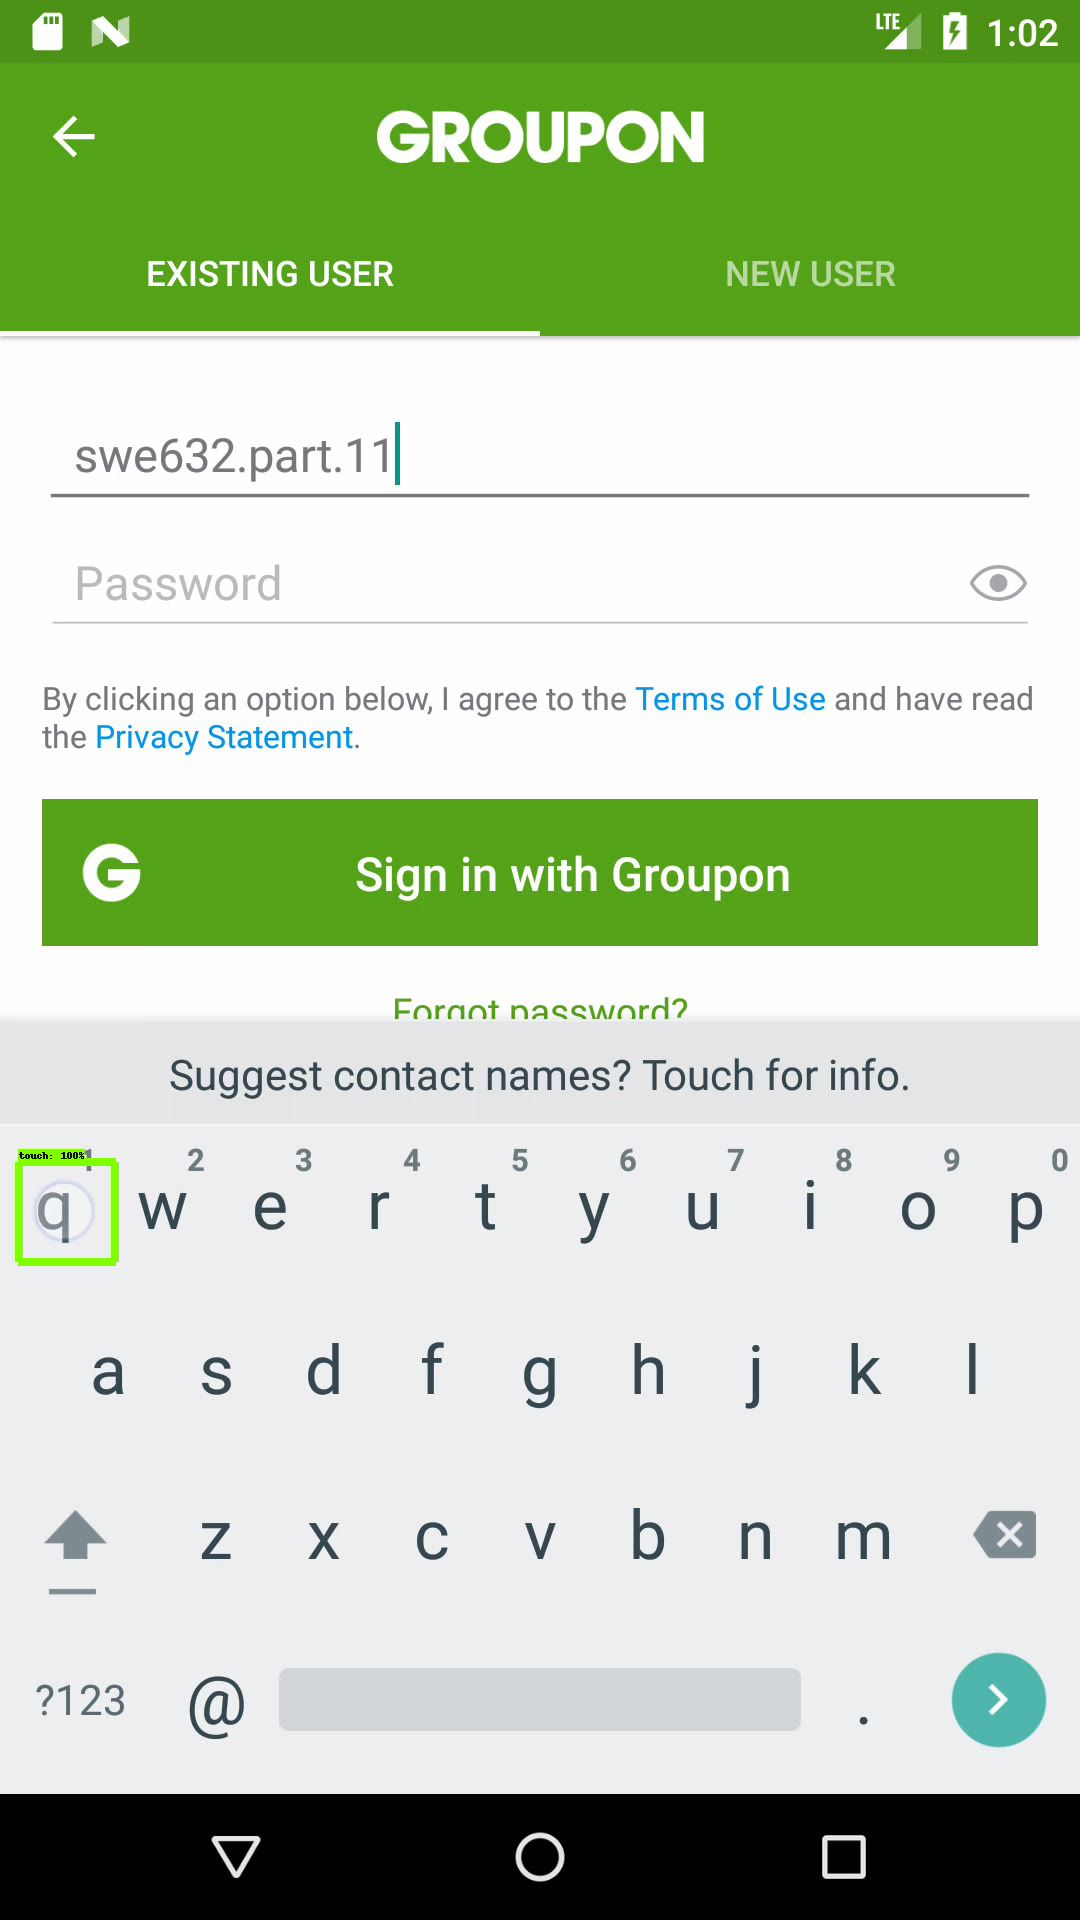 LTE 1:02
GROUPON
EXISTING USER NEW USER
swe632.part.11
Password
By clicking an option below, I agree to the Terms of Use and have read
the Privacy Statement.
G Sign in with Groupon
Forgot password?
Suggest contact names? Touch for info.
touch: 100%
1 2 3 4 5 6 7 8 9 0
q w e r t y u i o p
a s d f g h j k l
z x c v b n m
?123 @ .